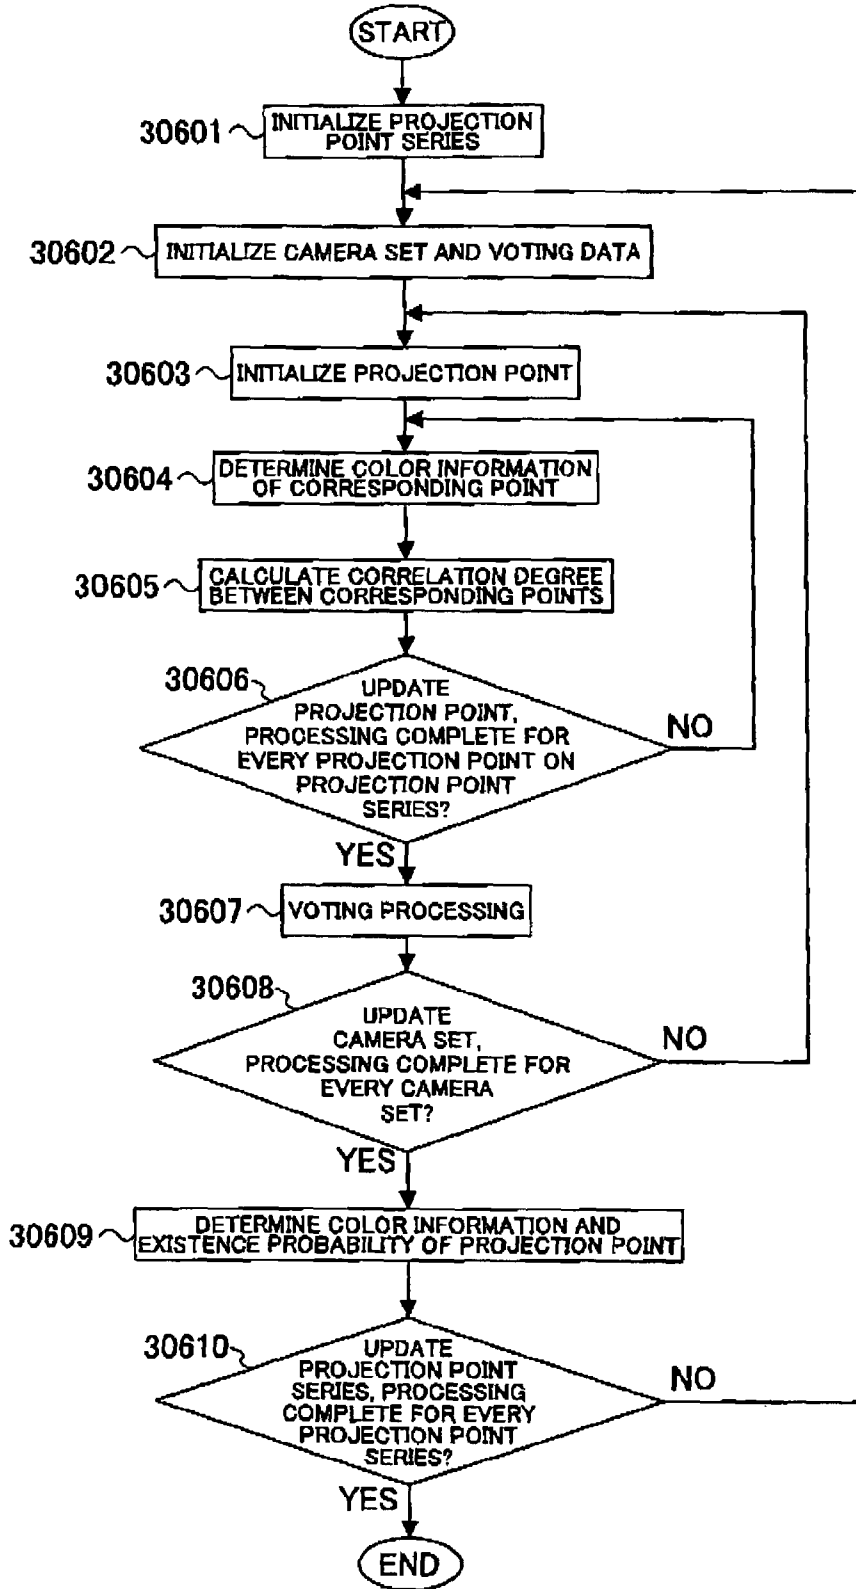 START
30601
INITIALIZE PROJECTION
POINT SERIES
30602
INITIALIZE CAMERA SET AND VOTING DATA
30603
INITIALIZE PROJECTION POINT
30604
DETERMINE COLOR INFORMATION
OF CORRESPONDING POINT
30605
CALCULATE CORRELATION DEGREE
BETWEEN CORRESPONDING POINTS
30606
UPDATE
PROJECTION POINT,
PROCESSING COMPLETE FOR
EVERY PROJECTION POINT ON
PROJECTION POINT
SERIES?
NO
YES
30607
VOTING PROCESSING
30608
UPDATE
CAMERA SET,
PROCESSING COMPLETE FOR
EVERY CAMERA
SET?
NO
YES
30609
DETERMINE COLOR INFORMATION AND
EXISTENCE PROBABILITY OF PROJECTION POINT
30610
UPDATE
PROJECTION POINT
SERIES, PROCESSING
COMPLETE FOR EVERY
PROJECTION POINT
SERIES?
NO
YES
END